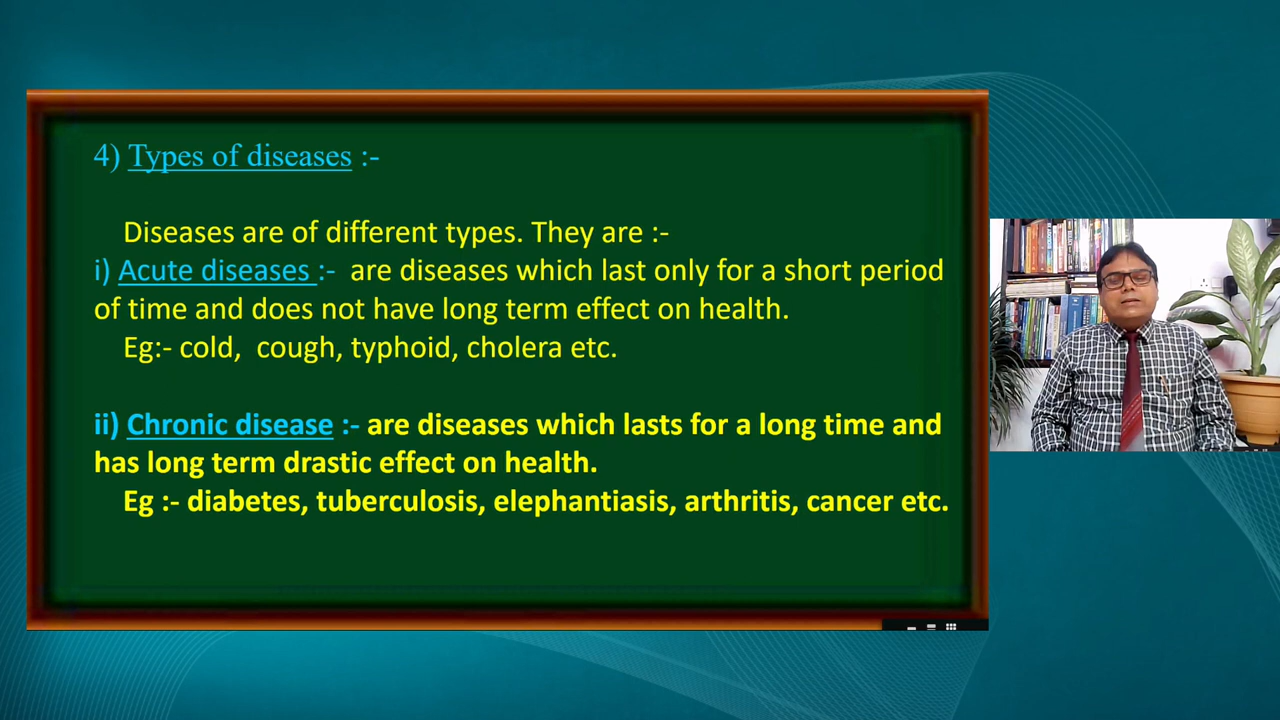 4) Types of diseases :-
Diseases are of different types. They are :-
i) Acute diseases :- are diseases which last only for a short period
of time and does not have long term effect on health.
Eg:- cold, cough, typhoid, cholera etc.
ii) Chronic disease :- are diseases which lasts for a long time and
has long term drastic effect on health.
Eg :- diabetes, tuberculosis, elephantiasis, arthritis, cancer etc.